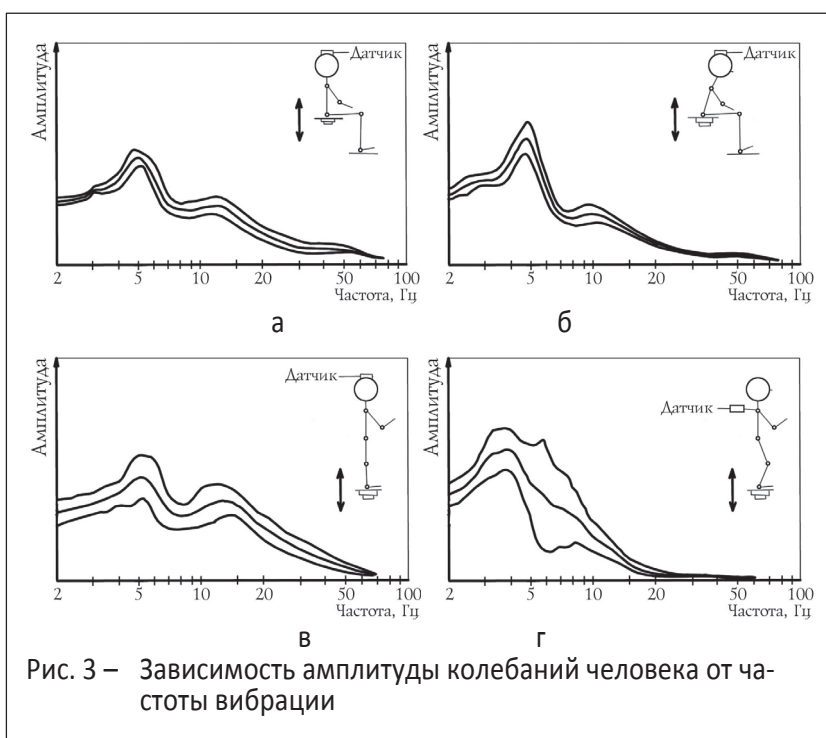 Амплитуда
Датчик
2 5 10 20 50 100
Частота, Гц
а
Амплитуда
Датчик
2 5 10 20 50 100
Частота, Гц
б
Амплитуда
Датчик
2 5 10 20 50 100
Частота, Гц
в
Амплитуда
Датчик
2 5 10 20 50 100
Частота, Гц
г
Рис. 3 – Зависимость амплитуды колебаний человека от ча-
стоты вибрации